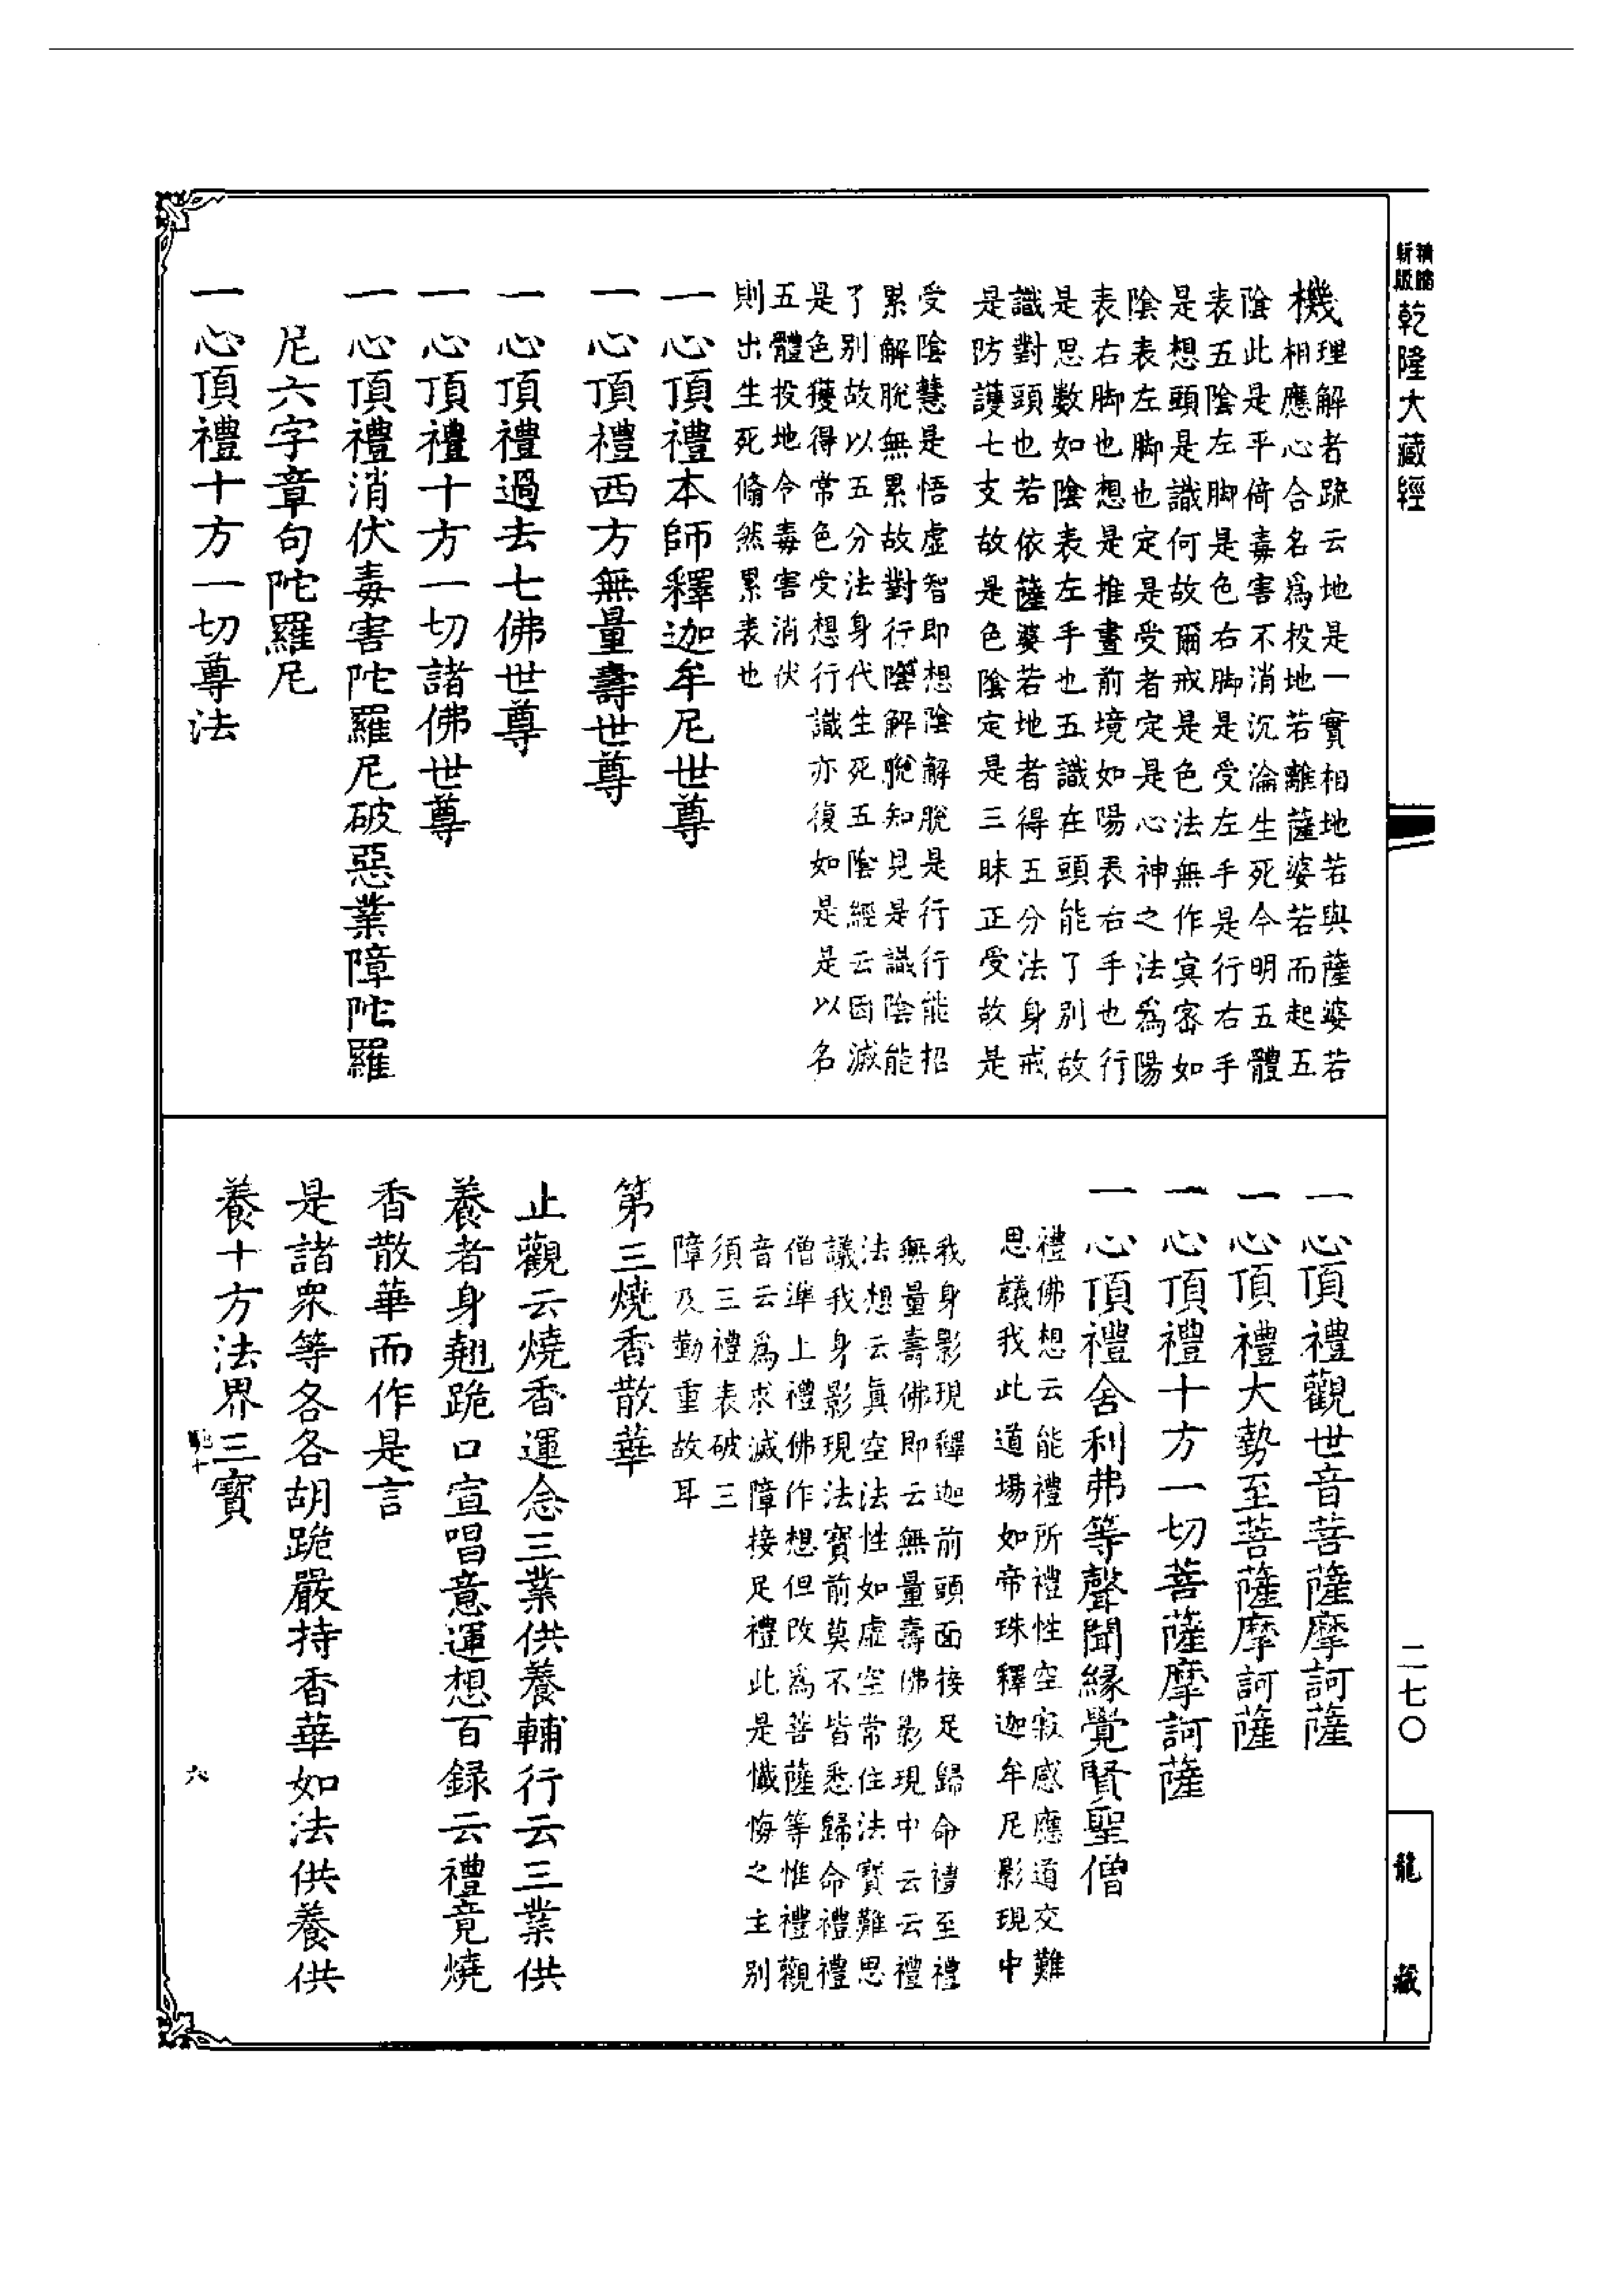 精縮
新版
乾隆大藏經
機
理解者䟽云地是一實相地若與薩婆若
相應心合名為投地若離薩婆若而起五
陰此是平倚毒害不消沉淪生死今明五體
表五陰左脚是色右脚是受左手是行右手
是想頭是識何故爾戒是色法無作冥密如
陰表左脚也定是受者定是心神之法為陽
表右脚也想是推畫前境如陽表右手也行
是思數如陰表左手也五識在頭能了別故
識對頭也若依薩婆若地者得五分法身戒
是防護七支故是色陰定是三昧正受故是
受陰慧是悟虛智即想陰解脫是行行能招
累解脫無累故對行陰解脫知見是識陰能
了別故以五分法身代生死五陰經云因滅
是色獲得常色受想行識亦復如是是以名
五體投地令毒害消伏
則出生死翛然累表也
一心頂禮本師釋迦牟尼世尊
一心頂禮西方無量壽世尊
一心頂禮過去七佛世尊
一心頂禮十方一切諸佛世尊
一心頂禮消伏毒害陀羅尼破惡業障陀羅
尼六字章句陀羅尼
一心頂禮十方一切尊法
一心頂禮觀世音菩薩摩訶薩
一心頂禮大勢至菩薩摩訶薩
一心頂禮十方一切菩薩摩訶薩
一心頂禮舍利弗等聲聞緣覺賢聖僧
禮佛想云能禮所禮性空寂感應道交難
思議我此道場如帝珠釋迦牟尼影現中
我身影現釋迦前頭面接足歸命禮至禮
無量壽佛即云無量壽佛影現中云云禮
法想云真空法性如虛空常住法寶難思
議我身影現法寶前莫不皆悉歸命禮禮
僧準上禮佛作想但改為菩薩等惟禮觀
音云為求滅障接足禮此是懺悔之主別
須三禮表破三
障及勤重故耳
第三燒香散華
止觀云燒香運念三業供養輔行云三業供
養者身翹跪口宣唱意運想百録云禮竟燒
香散華而作是言
是諸衆等各各胡跪嚴持香華如法供養供
養十方法界三寶
六
二七〇
龍藏